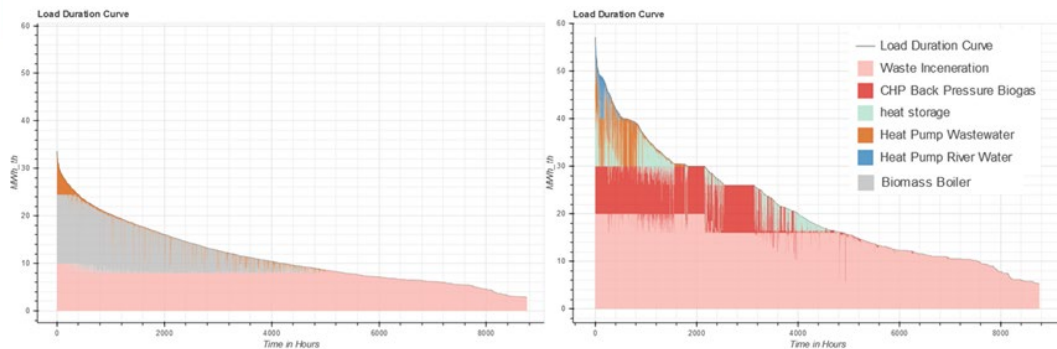 Load Duration Curve
60
50
40
30
20
10
0
MWh_th
0
2000
4000
6000
8000
Time in Hours
Load Duration Curve
60
50
40
30
20
10
0
MWh_th
0
2000
4000
6000
8000
Time in Hours
Load Duration Curve
Waste Inceneration
CHP Back Pressure Biogas
heat storage
Heat Pump Wastewater
Heat Pump River Water
Biomass Boiler